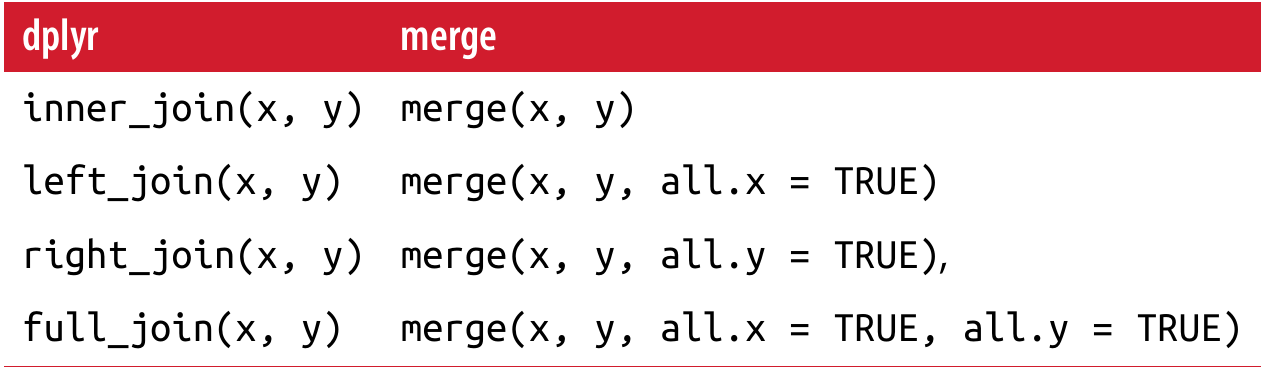 dplyr merge
inner_join(x, y) merge(x, y)
left_join(x, y) merge(x, y, all.x = TRUE)
right_join(x, y) merge(x, y, all.y = TRUE),
full_join(x, y) merge(x, y, all.x = TRUE, all.y = TRUE)